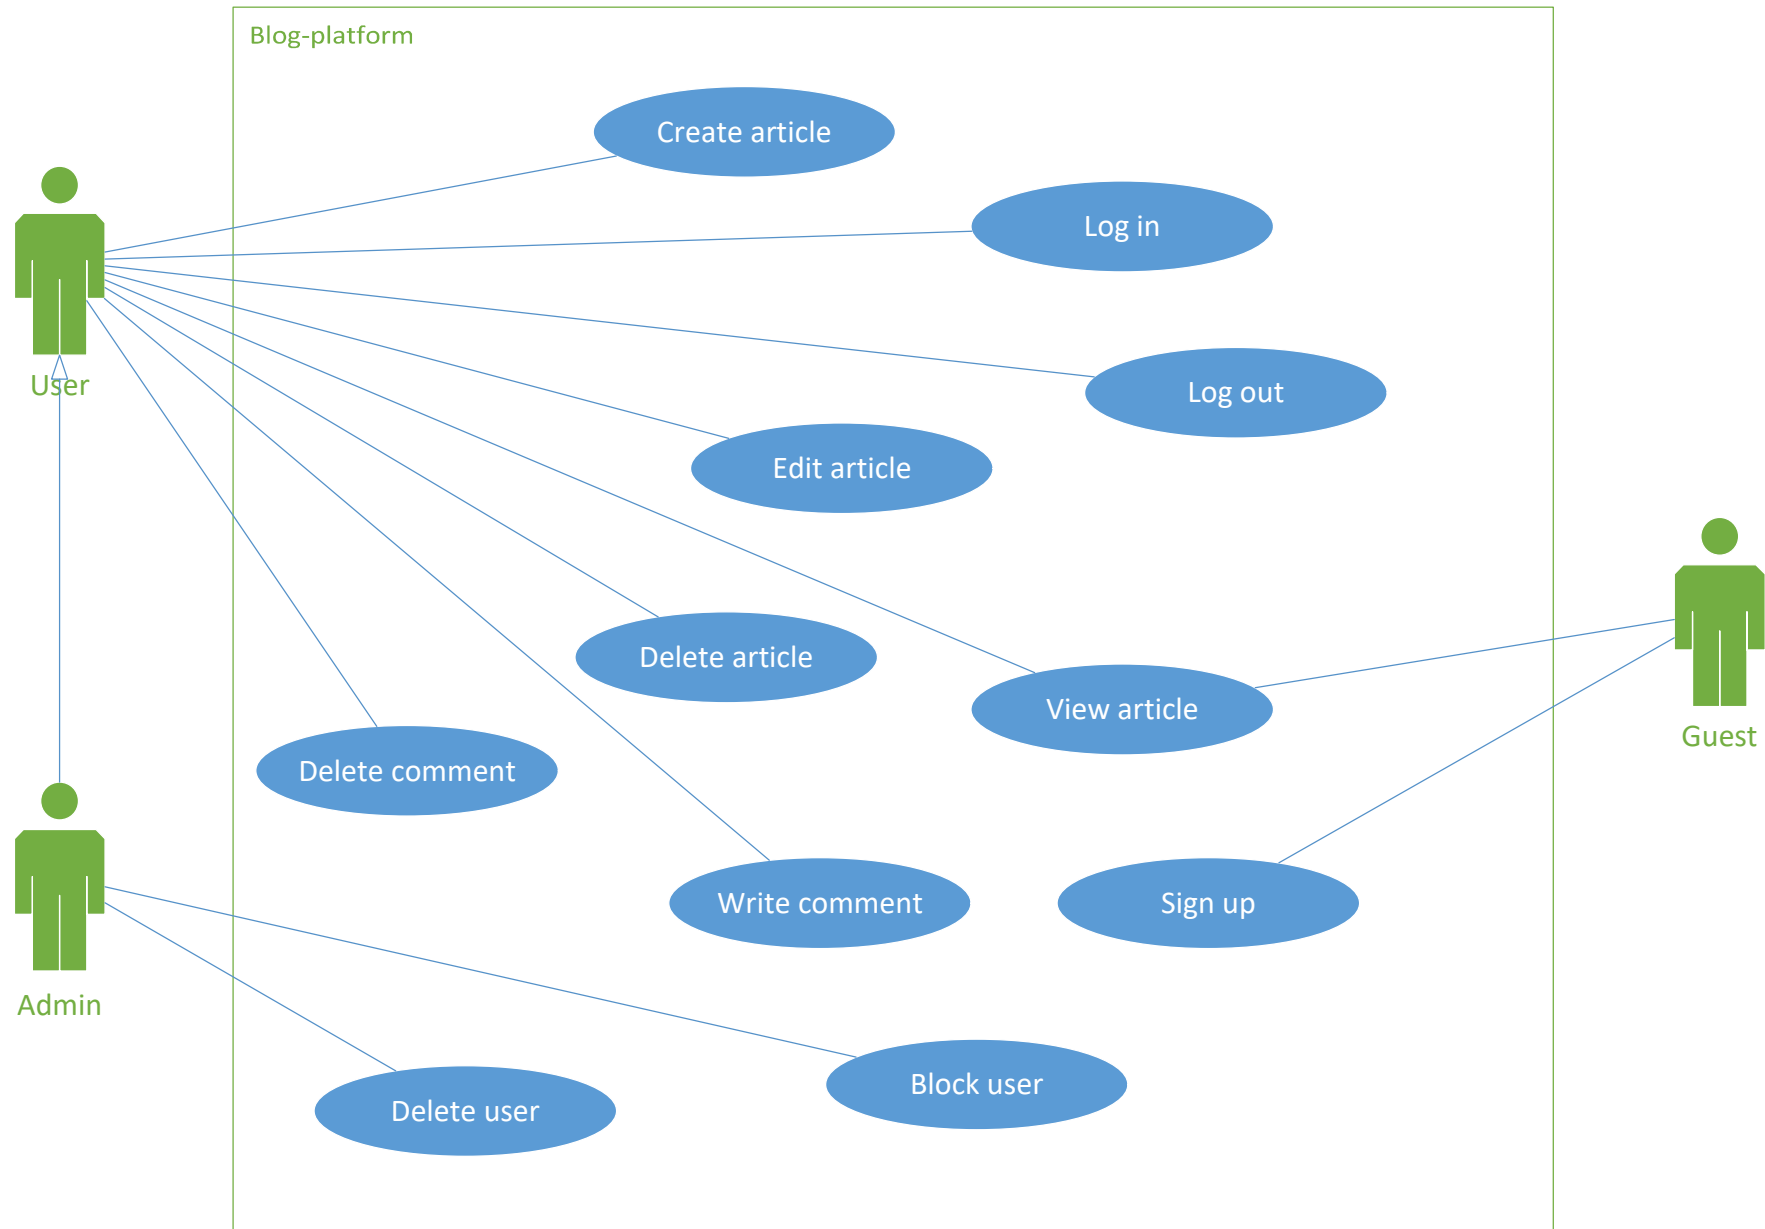 Blog-platform
Create article
Log in
User
Log out
Edit article
Delete article
View article
Guest
Delete comment
Write comment
Sign up
Admin
Block user
Delete user